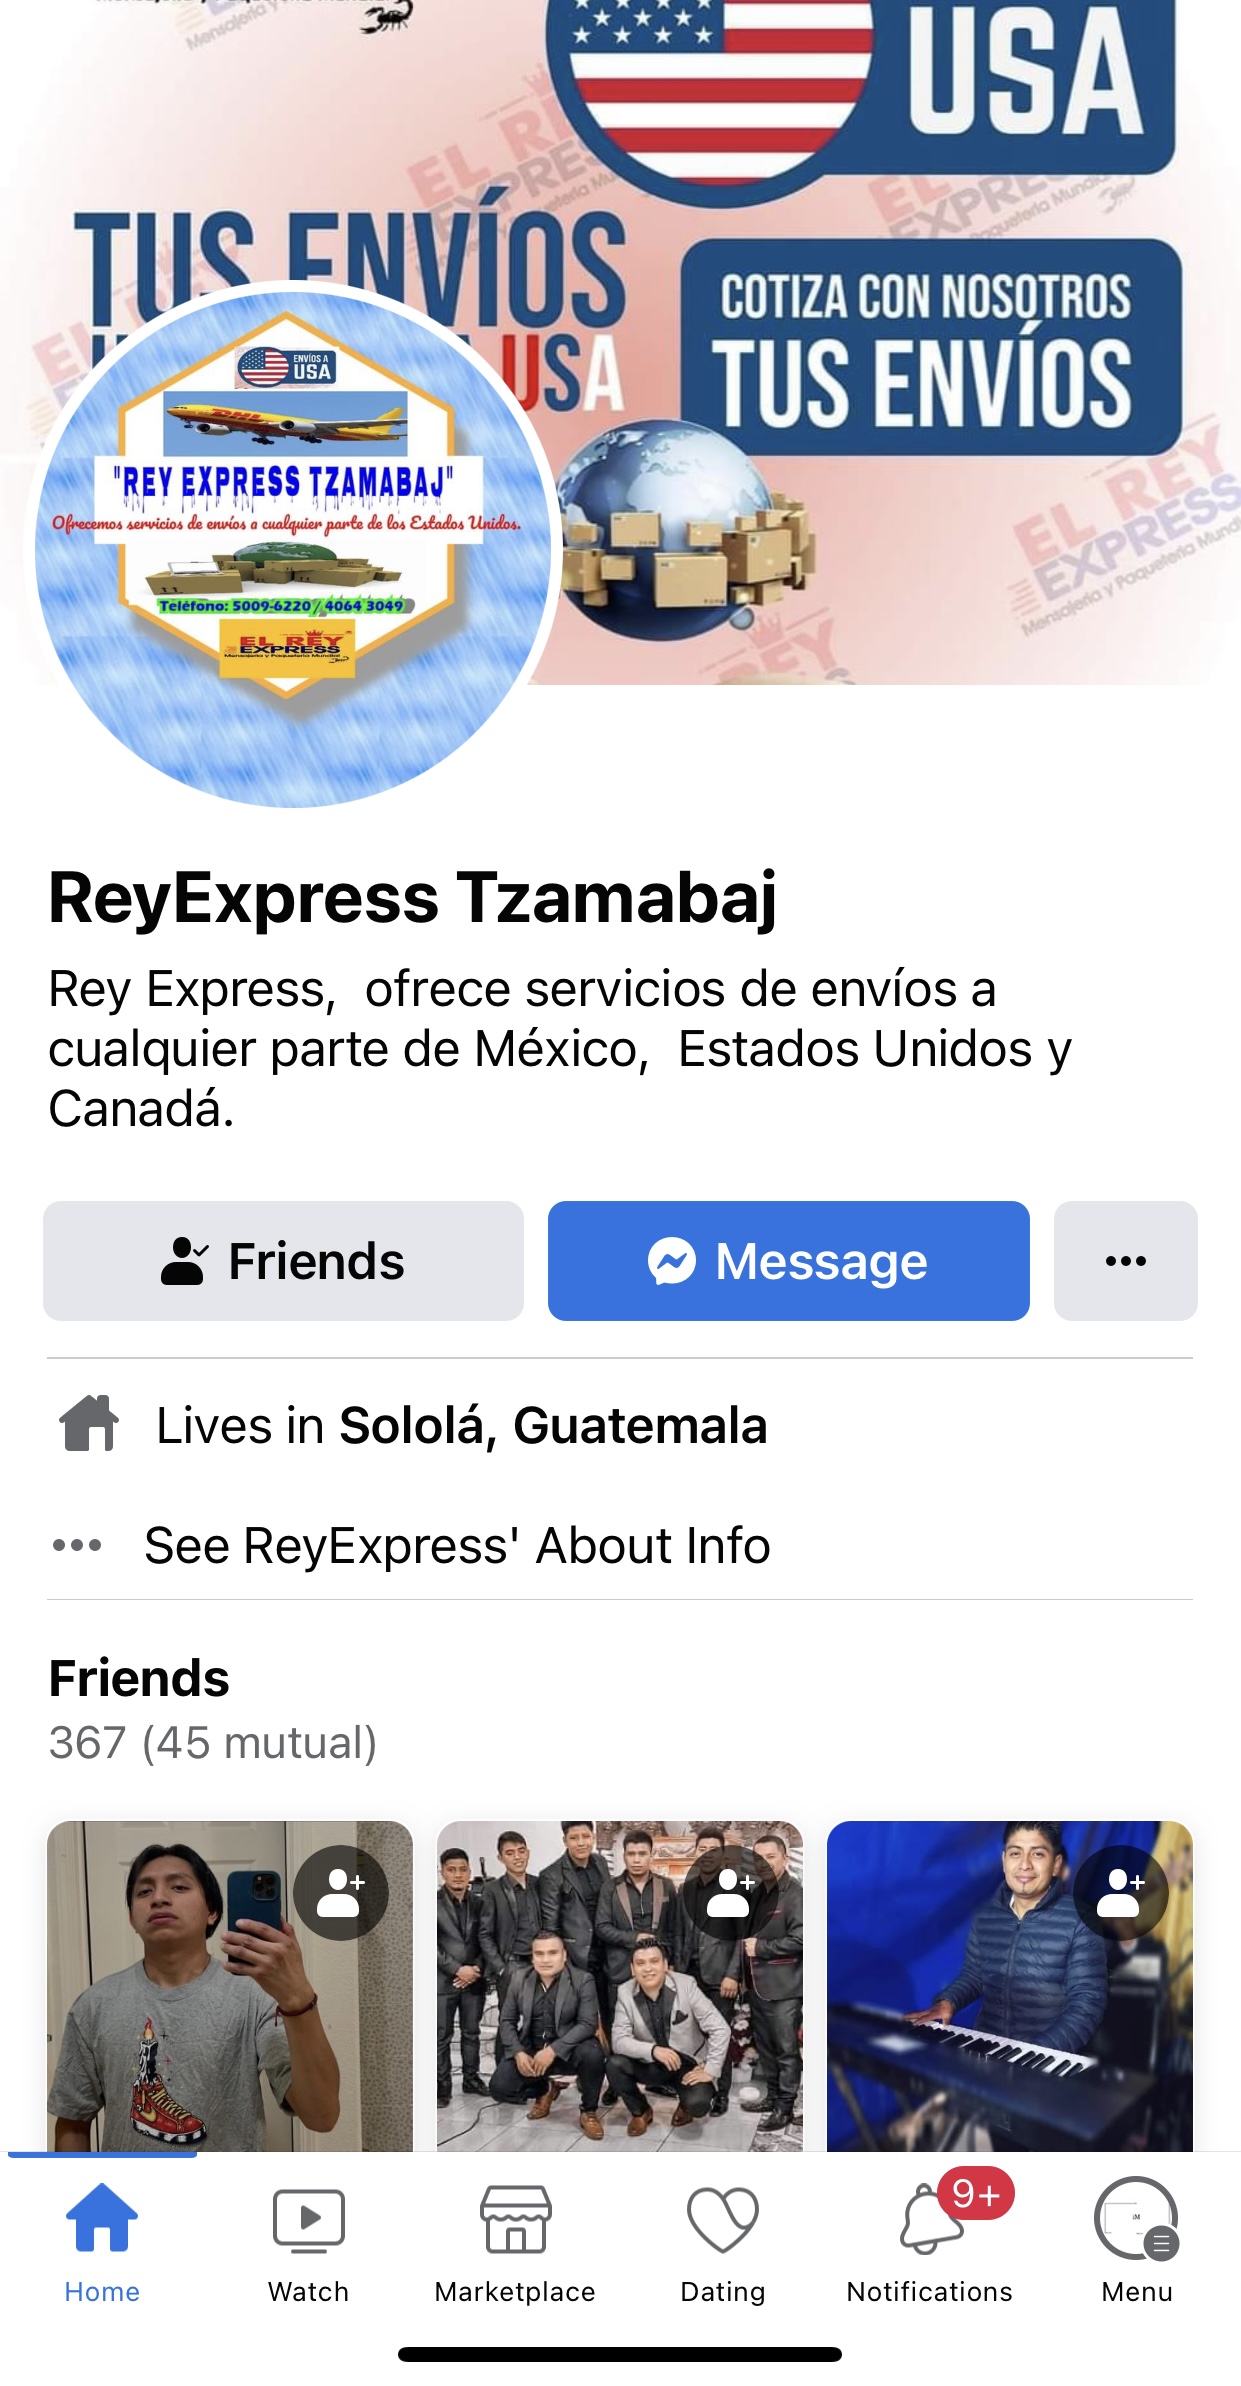 USA
TUS ENVÍOS
USA
COTIZA CON NOSOTROS
TUS ENVÍOS
EL REY
EXPRESS
Mensajería y Paquetería
ENVÍOS A
USA
DHL
"REY EXPRESS TZAMABAJ"
Ofrecemos servicios de envíos a cualquier parte de los Estados Unidos.
Teléfono: 5009-6220 / 4064 3049
EL REY
EXPRESS
Mensajería y Paquetería Mundial
ReyExpress Tzamabaj
Rey Express,  ofrece servicios de envíos a
cualquier parte de México,  Estados Unidos y
Canadá.
Friends
Message
Lives in Sololá, Guatemala
See ReyExpress' About Info
Friends
367 (45 mutual)
9+
Home
Watch
Marketplace
Dating
Notifications
Menu